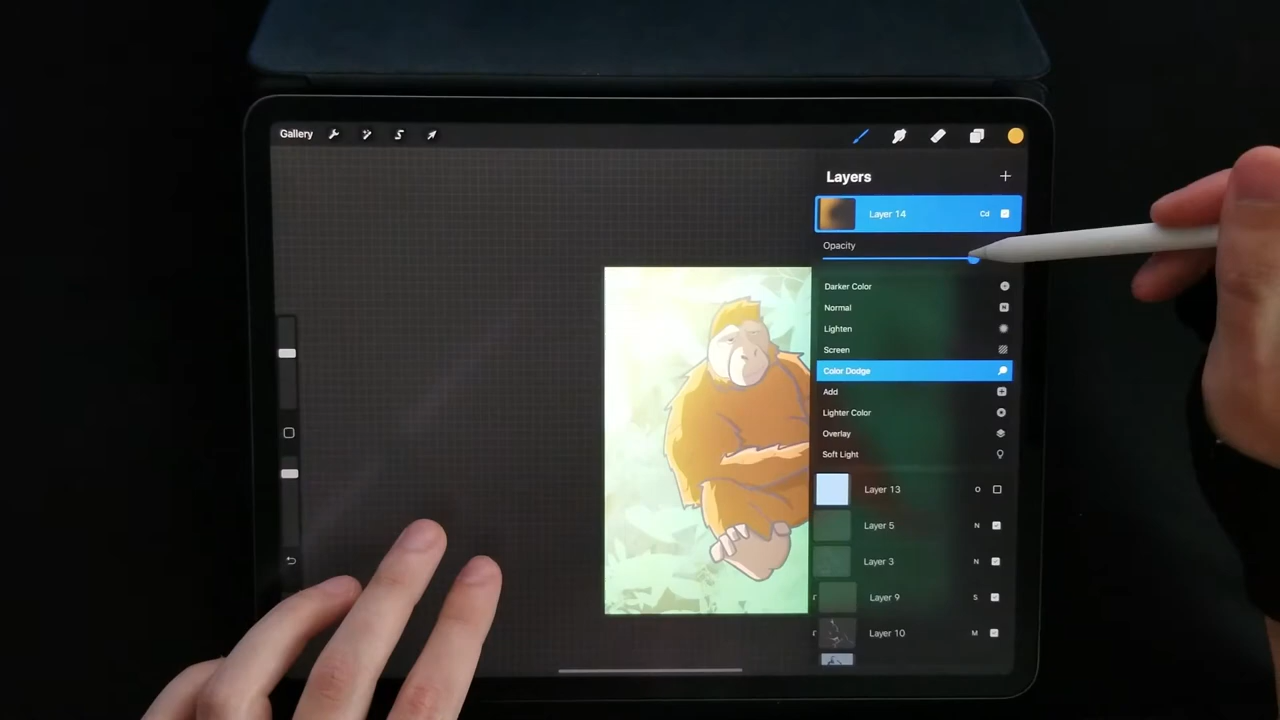 Gallery
Layers
Layer 14 Cd
Opacity
Darker Color
Normal N
Lighten
Screen
Color Dodge
Add
Lighter Color
Overlay
Soft Light
Layer 13 O
Layer 5 N
Layer 3 N
Layer 9 S
Layer 10 M